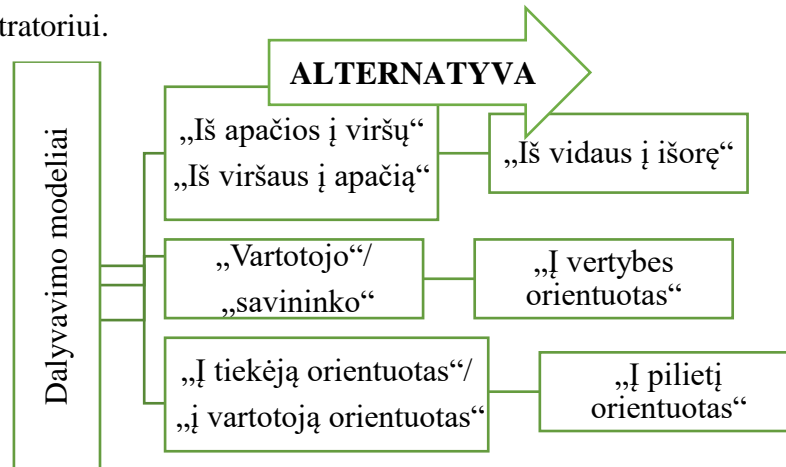 tratoriui.
ALTERNATYVA
Dalyvavimo modeliai
„Iš apačios į viršų“
„Iš viršaus į apačią“
„Iš vidaus į išorę“
„Vartotojo“/
„savininko“
„Į vertybes
orientuotas“
„Į tiekėją orientuotas“/
„į vartotoją orientuotas“
„Į pilietį
orientuotas“